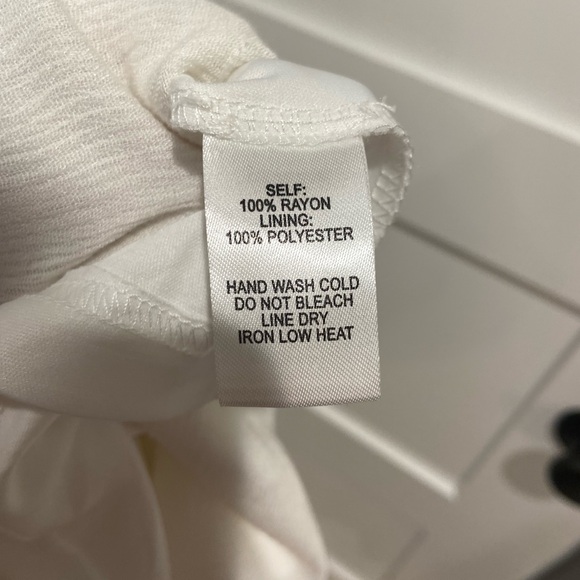 SELF:
100% RAYON
LINING:
100% POLYESTER
HAND WASH COLD
DO NOT BLEACH
LINE DRY
IRON LOW HEAT